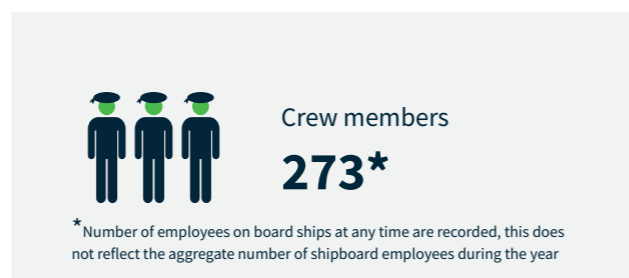 Crew members
273*
*Number of employees on board ships at any time are recorded, this does
not reflect the aggregate number of shipboard employees during the year